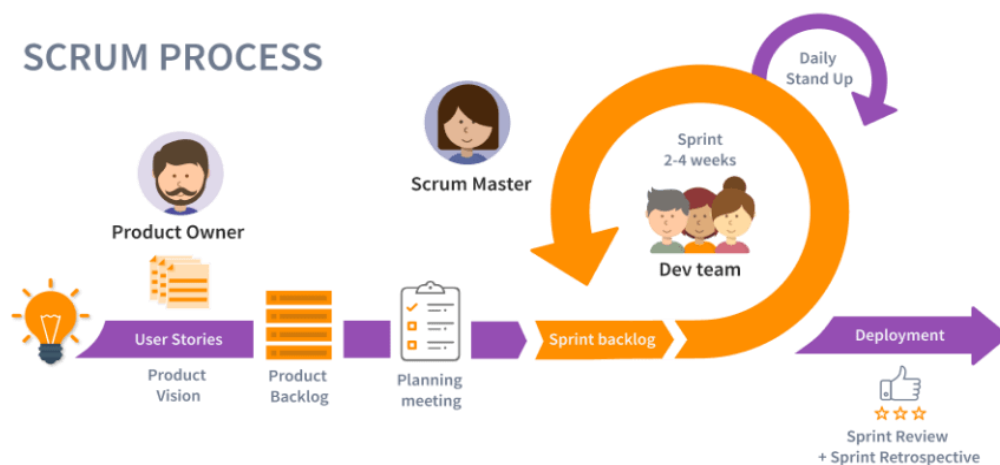 SCRUM PROCESS
Product Owner
User Stories
Product
Vision
Product
Backlog
Planning
meeting
Scrum Master
Sprint backlog
Sprint
2-4 weeks
Dev team
Daily
Stand Up
Deployment
Sprint Review
+ Sprint Retrospective